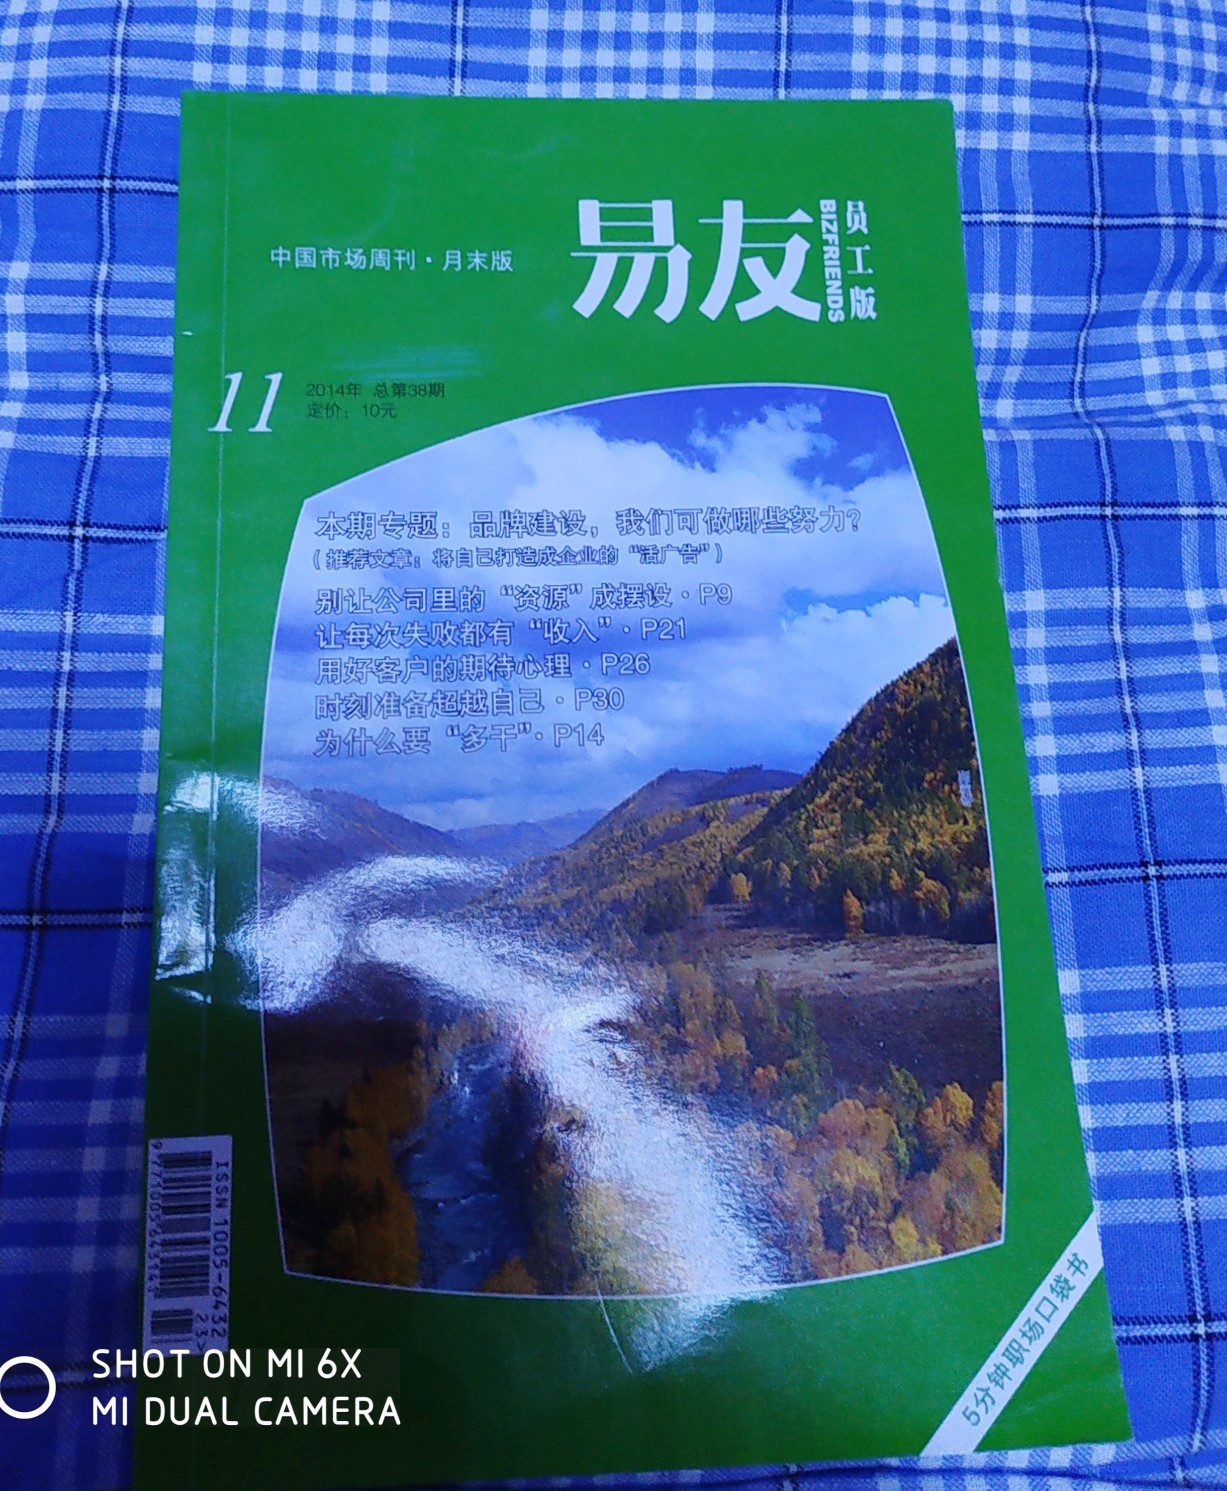 中国市场周刊·月末版
易友
BIZFRIENDS
员工版
11
2014年 总第38期
定价：10元
本期专题：品牌建设，我们可做哪些努力？
（推荐文章：将自己打造成企业的“活广告”）
别让公司里的“资源”成摆设·P9
让每次失败都有“收入”·P21
用好客户的期待心理·P26
时刻准备超越自己·P30
为什么要“多干”·P14
ISSN 1005-6432
23>
5分钟职场口袋书
SHOT ON MI 6X
MI DUAL CAMERA